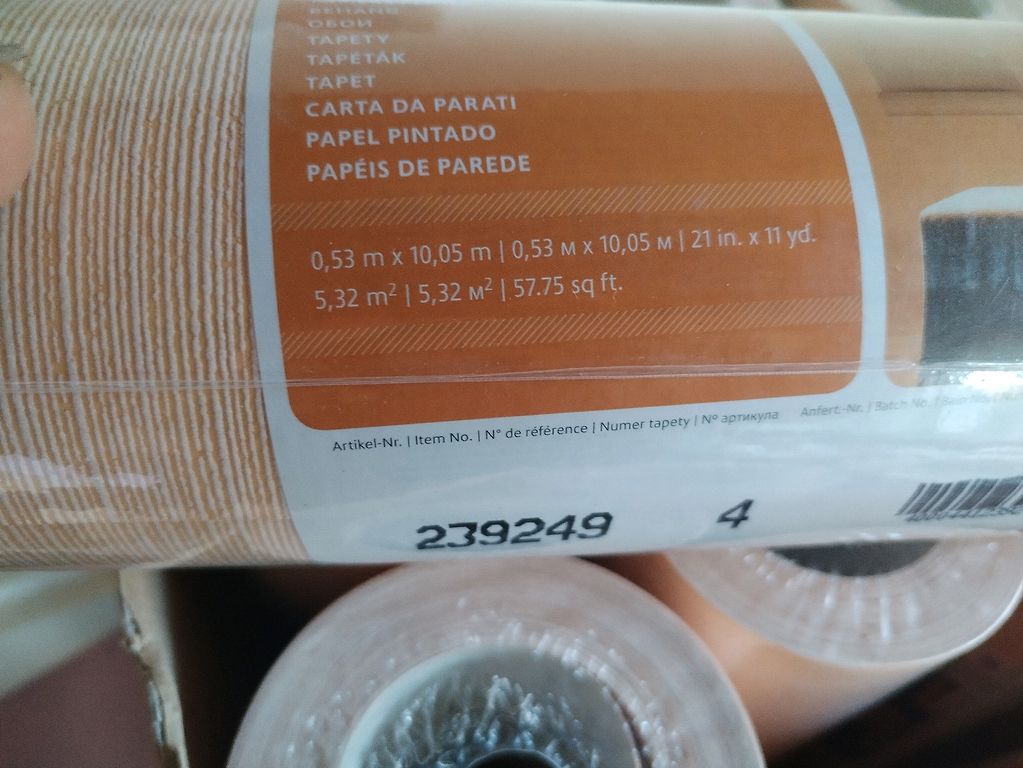 BEHANG
ОБОИ
TAPETY
TAPÉTÁK
TAPET
CARTA DA PARATI
PAPEL PINTADO
PAPÉIS DE PAREDE
0,53 m x 10,05 m | 0,53 м x 10,05 м | 21 in. x 11 yd.
5,32 m² | 5,32 м² | 57.75 sq ft.
Artikel-Nr. | Item No. | N° de référence | Numer tapety | № артикула
Anfert.-Nr. | Batch No. |
239249
4